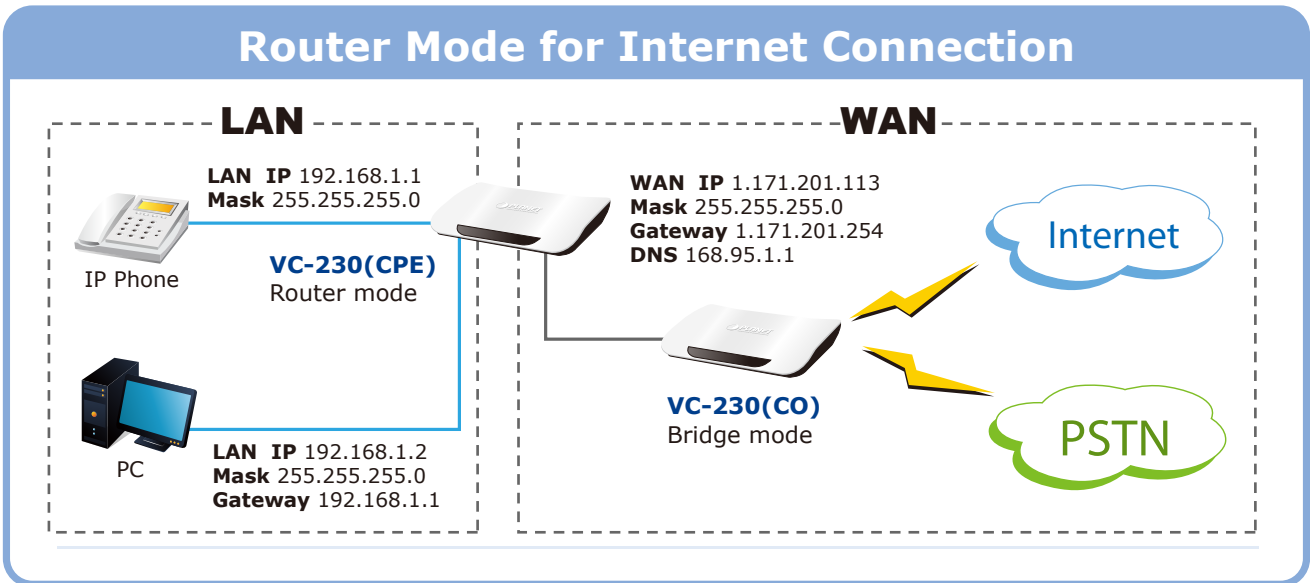 Router Mode for Internet Connection
LAN
LAN IP 192.168.1.1
Mask 255.255.255.0
IP Phone
VC-230(CPE)
Router mode
PC
LAN IP 192.168.1.2
Mask 255.255.255.0
Gateway 192.168.1.1
WAN
WAN IP 1.171.201.113
Mask 255.255.255.0
Gateway 1.171.201.254
DNS 168.95.1.1
Internet
VC-230(CO)
Bridge mode
PSTN